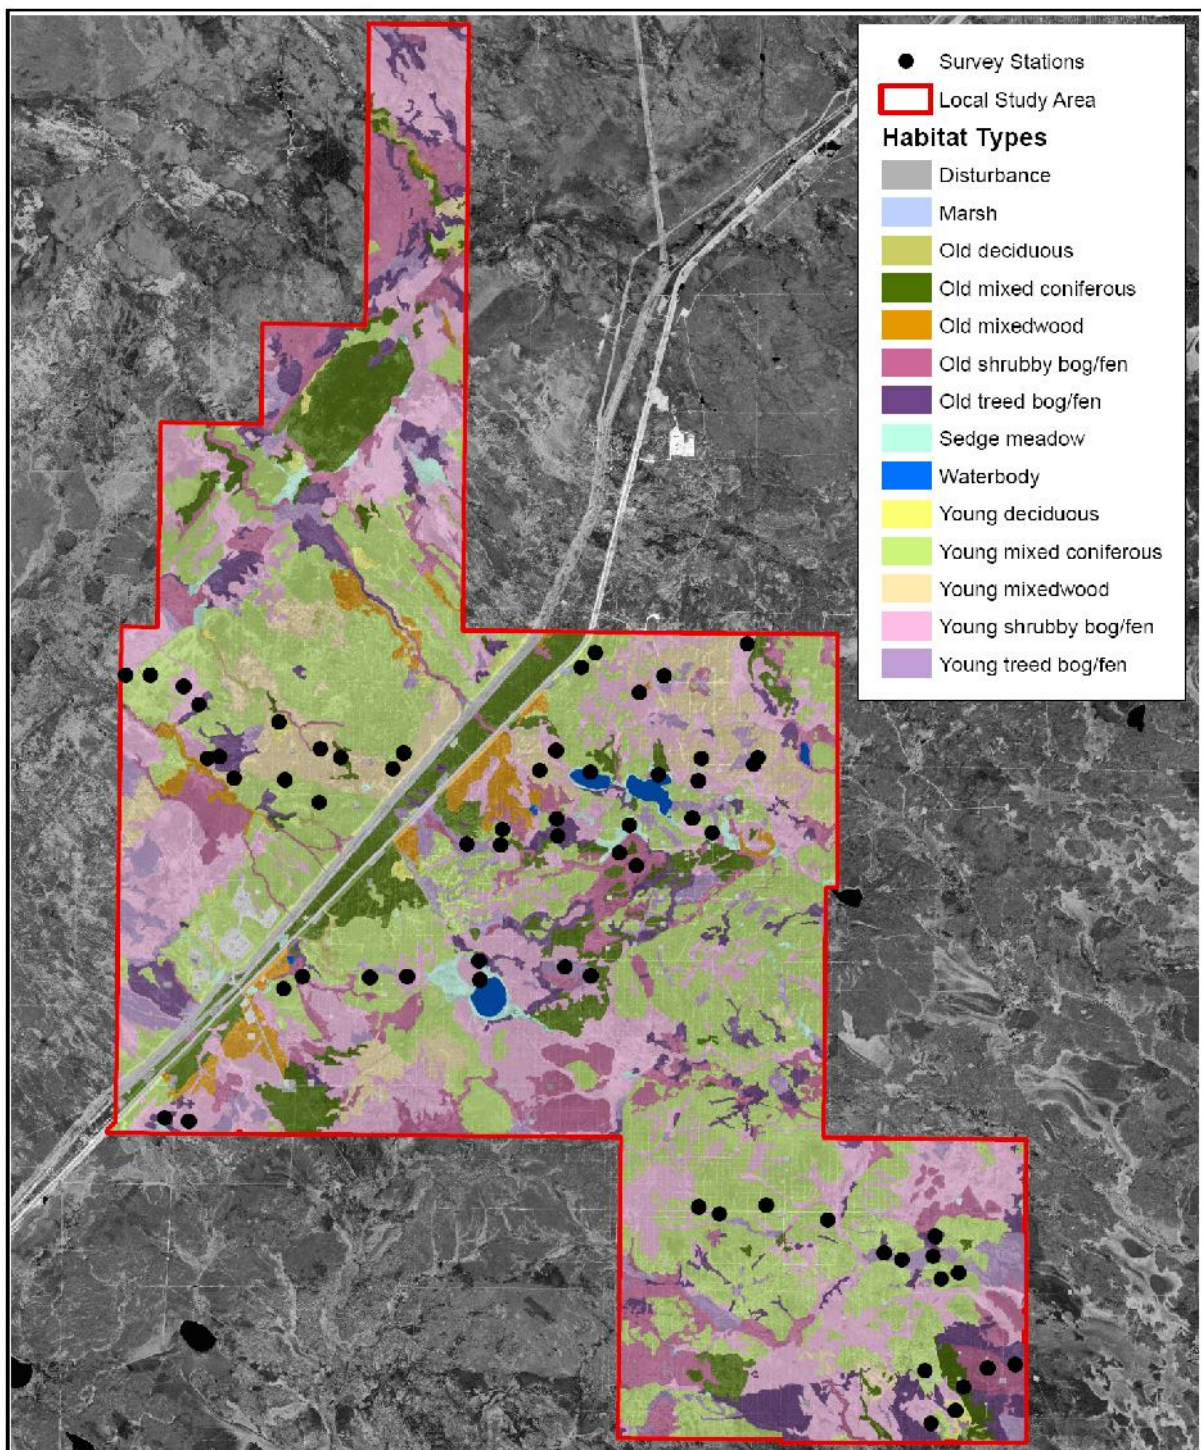 Survey Stations
Local Study Area
Habitat Types
Disturbance
Marsh
Old deciduous
Old mixed coniferous
Old mixedwood
Old shrubby bog/fen
Old treed bog/fen
Sedge meadow
Waterbody
Young deciduous
Young mixed coniferous
Young mixedwood
Young shrubby bog/fen
Young treed bog/fen